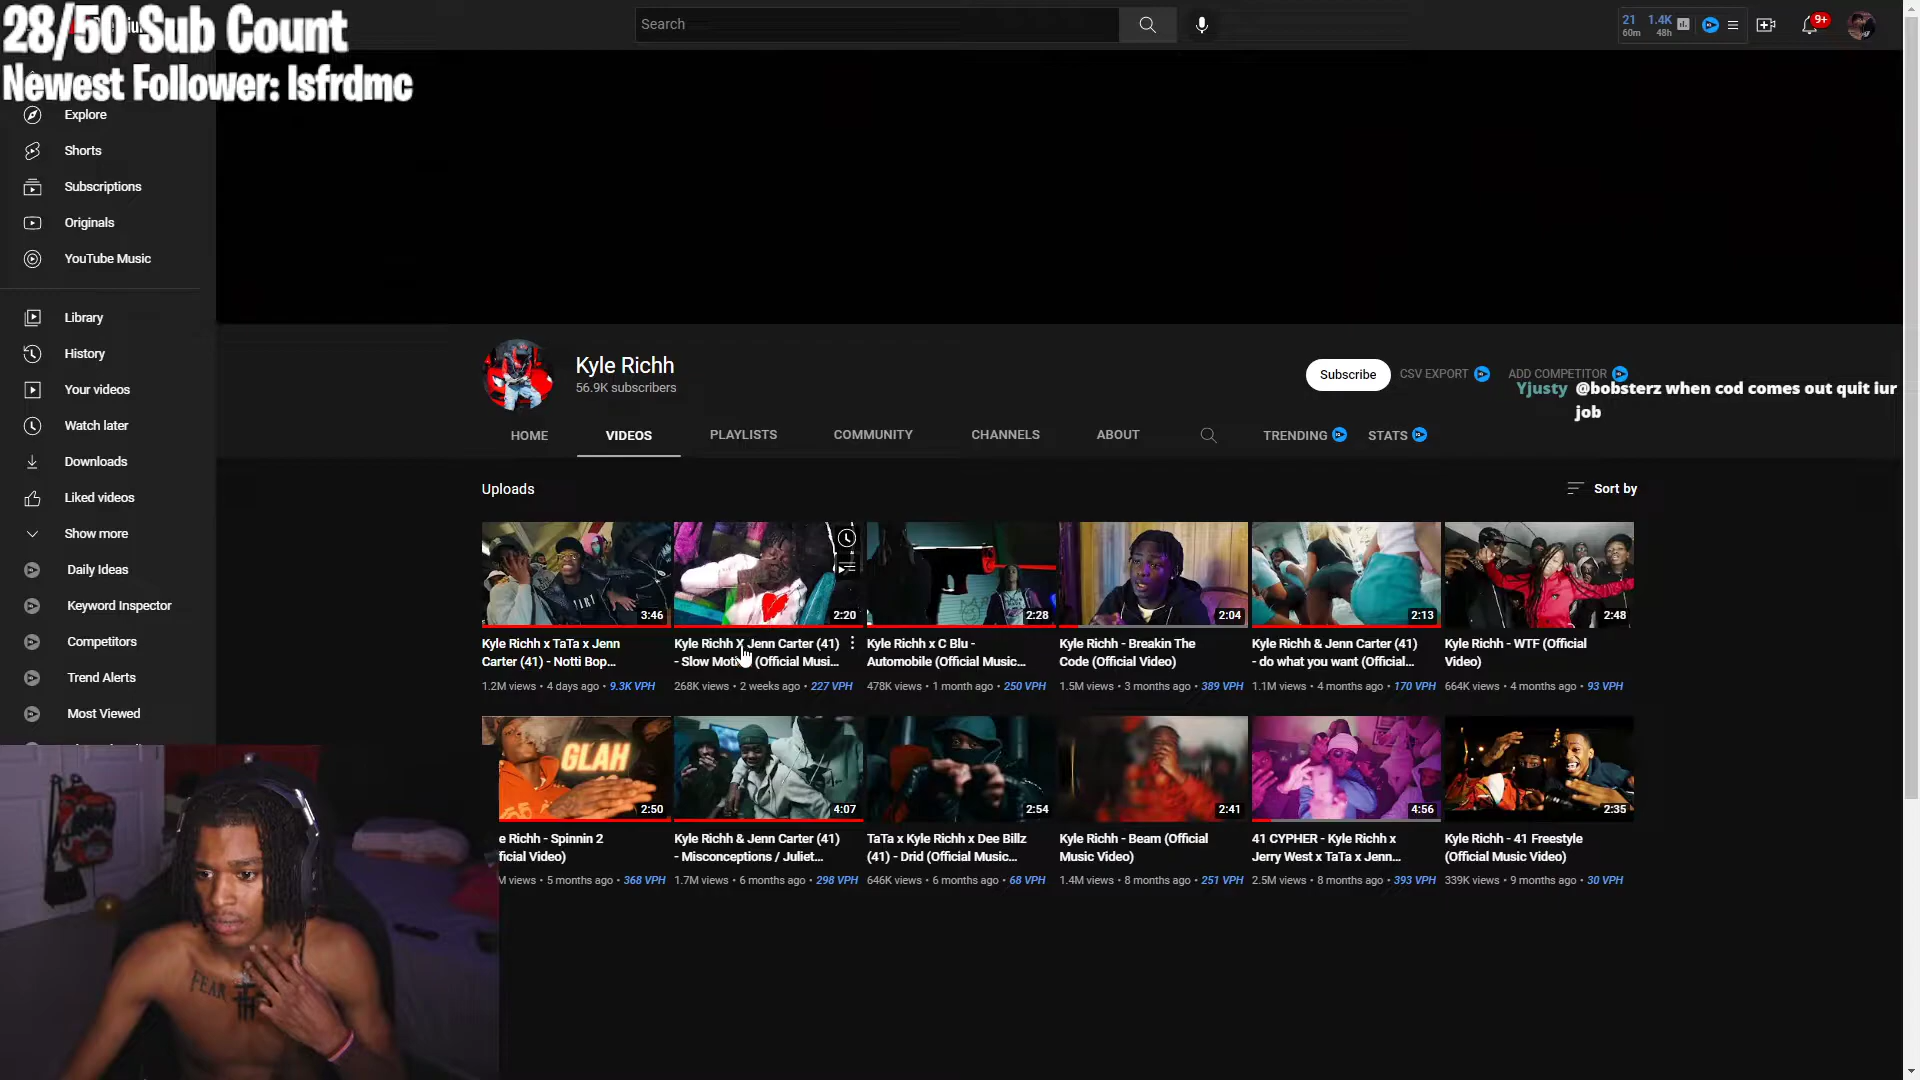 28/50 Sub Count
Newest Follower: lsfrdmc
Search
21
60m
1.4K
48h
9+
Explore
Shorts
Subscriptions
Originals
YouTube Music
Library
History
Your videos
Watch later
Downloads
Liked videos
Show more
Daily Ideas
Keyword Inspector
Competitors
Trend Alerts
Most Viewed
Kyle Richh
56.9K subscribers
Subscribe
CSV EXPORT
ADD COMPETITOR
Yjusty @bobsterz when cod comes out quit iur
job
HOME
VIDEOS
PLAYLISTS
COMMUNITY
CHANNELS
ABOUT
TRENDING
STATS
Uploads
Sort by
3:46
Kyle Richh x TaTa x Jenn
Carter (41) - Notti Bop...
1.2M views • 4 days ago • 9.3K VPH
2:20
Kyle Richh X Jenn Carter (41)
- Slow Motion (Official Musi...
268K views • 2 weeks ago • 227 VPH
2:28
Kyle Richh x C Blu -
Automobile (Official Music...
478K views • 1 month ago • 250 VPH
2:04
Kyle Richh - Breakin The
Code (Official Video)
1.5M views • 3 months ago • 389 VPH
2:13
Kyle Richh & Jenn Carter (41)
- do what you want (Official...
1.1M views • 4 months ago • 170 VPH
2:48
Kyle Richh - WTF (Official
Video)
664K views • 4 months ago • 93 VPH
GLAH
2:50
e Richh - Spinnin 2
ficial Video)
M views • 5 months ago • 368 VPH
4:07
Kyle Richh & Jenn Carter (41)
- Misconceptions / Juliet...
1.7M views • 6 months ago • 298 VPH
2:54
TaTa x Kyle Richh x Dee Billz
(41) - Drid (Official Music...
646K views • 6 months ago • 68 VPH
2:41
Kyle Richh - Beam (Official
Music Video)
1.4M views • 8 months ago • 251 VPH
4:56
41 CYPHER - Kyle Richh x
Jerry West x TaTa x Jenn...
2.5M views • 8 months ago • 393 VPH
2:35
Kyle Richh - 41 Freestyle
(Official Music Video)
339K views • 9 months ago • 30 VPH
FEAR